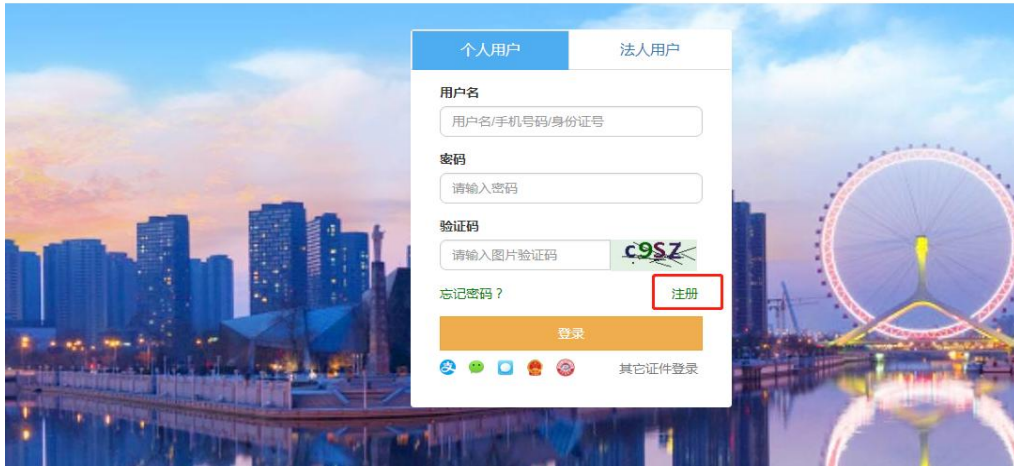 个人用户
法人用户
用户名
用户名/手机号码/身份证号
密码
请输入密码
验证码
请输入图片验证码
c9SZ
忘记密码？
注册
登录
其它证件登录